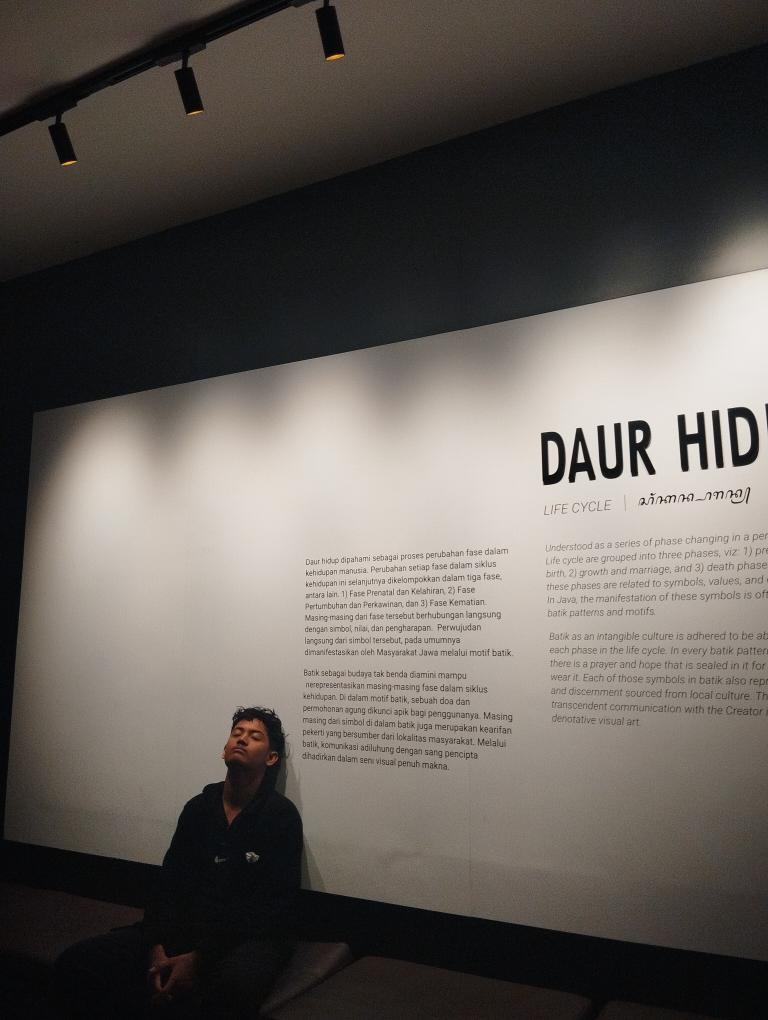 DAUR HID
LIFE CYCLE
Daur hidup dipahami sebagai proses perubahan fase dalam
kehidupan manusia. Perubahan setiap fase dalam siklus
kehidupan ini selanjutnya dikelompokkan dalam tiga fase,
antara lain. 1) Fase Prenatal dan Kelahiran, 2) Fase
Pertumbuhan dan Perkawinan, dan 3) Fase Kematian.
Masing-masing dari fase tersebut berhubungan langsung
dengan simbol, nilai, dan pengharapan. Perwujudan
langsung dari simbol tersebut, pada umumnya
dimanifestasikan oleh Masyarakat Jawa melalui motif batik.
Batik sebagai budaya tak benda diamini mampu
merepresentasikan masing-masing fase dalam siklus
kehidupan. Di dalam motif batik, sebuah doa dan
permohonan agung dikunci apik bagi penggunanya. Masing
masing dari simbol di dalam batik juga merupakan kearifan
pekerti yang bersumber dari lokalitas masyarakat. Melalui
batik, komunikasi adiluhung dengan sang pencipta
dihadirkan dalam seni visual penuh makna.
Understood as a series of phase changing in a per
Life cycle are grouped into three phases, viz: 1) pre
birth, 2) growth and marriage, and 3) death phase
these phases are related to symbols, values, and
In Java, the manifestation of these symbols is oft
batik patterns and motifs.
Batik as an intangible culture is adhered to be ab
each phase in the life cycle. In every batik patter
there is a prayer and hope that is sealed in it for
wear it. Each of those symbols in batik also repr
and discernment sourced from local culture. Th
transcendent communication with the Creator i
denotative visual art.